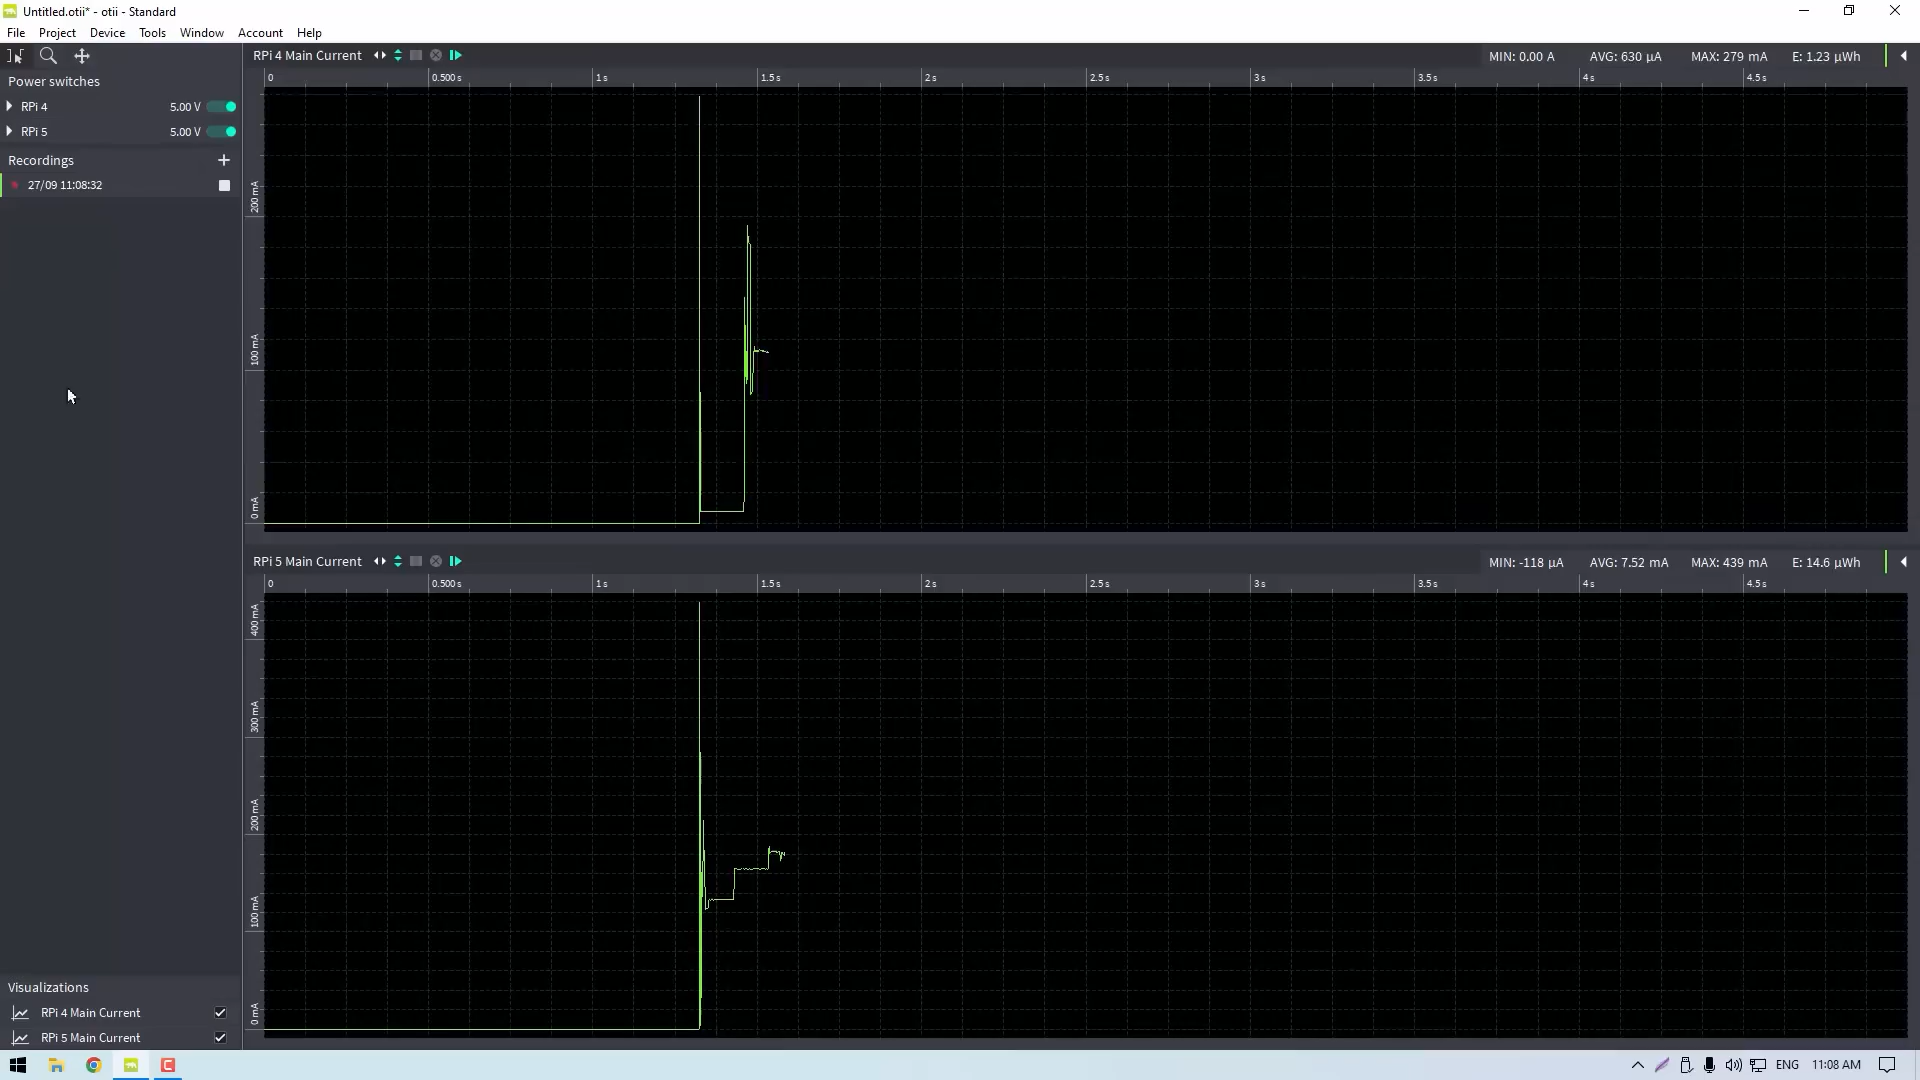 Untitled.otii* - otii - Standard
File Project Device Tools Window Account Help
Power switches
RPi 4 5.00 V
RPi 5 5.00 V
Recordings +
27/09 11:08:32
RPi 4 Main Current MIN: 0.00 A AVG: 630 µA MAX: 279 mA E: 1.23 µWh
0 0.500 s 1 s 1.5 s 2 s 2.5 s 3 s 3.5 s 4 s 4.5 s
200 mA
100 mA
0 mA
RPi 5 Main Current MIN: -118 µA AVG: 7.52 mA MAX: 439 mA E: 14.6 µWh
0 0.500 s 1 s 1.5 s 2 s 2.5 s 3 s 3.5 s 4 s 4.5 s
400 mA
300 mA
200 mA
100 mA
0 mA
Visualizations
RPi 4 Main Current
RPi 5 Main Current
ENG 11:08 AM